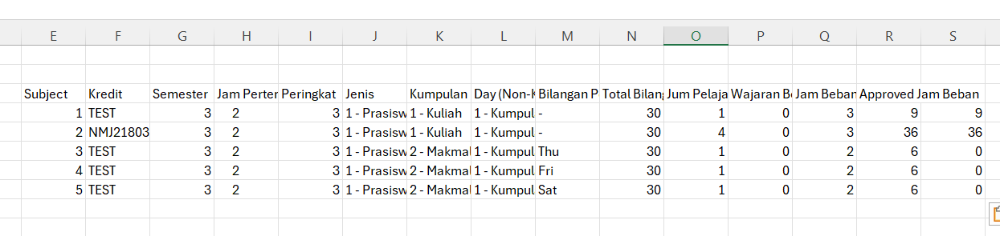 E F G H I J K L M N O P Q R S
Subject Kredit Semester Jam Perter Peringkat Jenis Kumpulan Day (Non-K Bilangan P Total Bilang Jum Pelaja Wajaran Be Jam Beban Approved Jam Beban
1 TEST 3 2 3 1 - Prasisw 1 - Kuliah 1 - Kumpul - 30 1 0 3 9 9
2 NMJ21803 3 2 3 1 - Prasisw 1 - Kuliah 1 - Kumpul - 30 4 0 3 36 36
3 TEST 3 2 3 1 - Prasisw 2 - Makmal 1 - Kumpul Thu 30 1 0 2 6 0
4 TEST 3 2 3 1 - Prasisw 2 - Makmal 1 - Kumpul Fri 30 1 0 2 6 0
5 TEST 3 2 3 1 - Prasisw 2 - Makmal 1 - Kumpul Sat 30 1 0 2 6 0